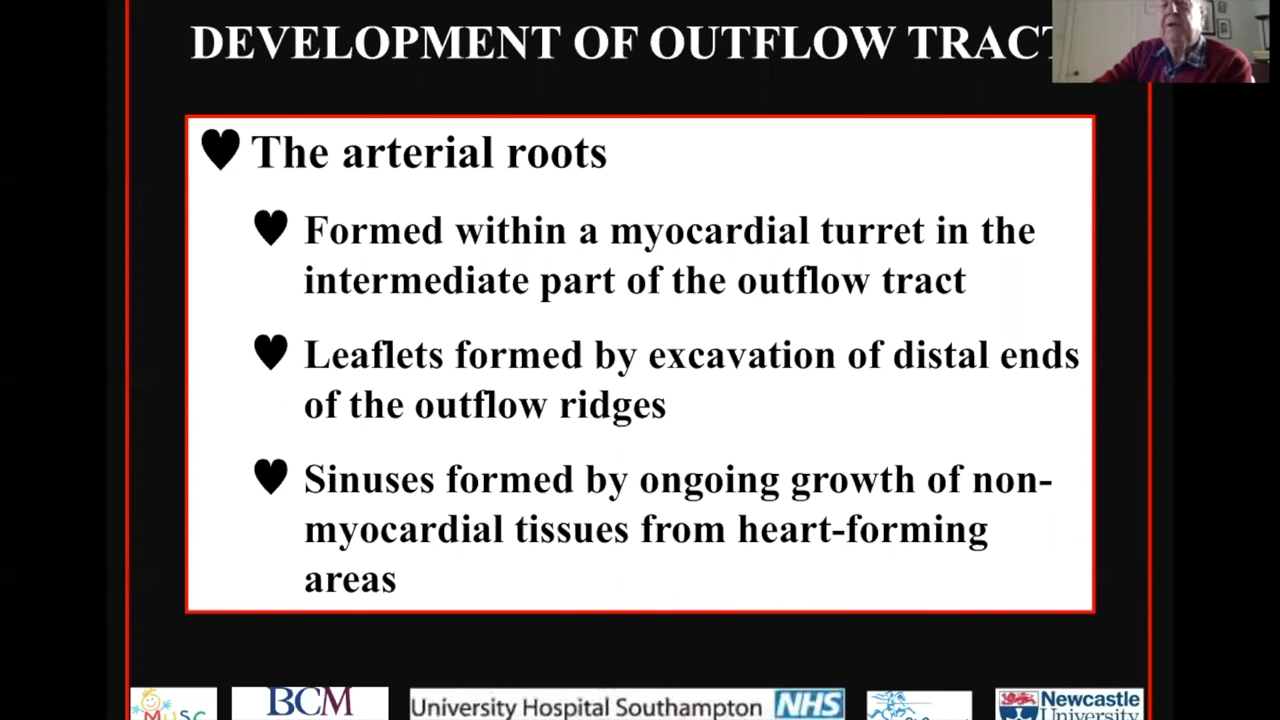 DEVELOPMENT OF OUTFLOW TRACT
The arterial roots
Formed within a myocardial turret in the
intermediate part of the outflow tract
Leaflets formed by excavation of distal ends
of the outflow ridges
Sinuses formed by ongoing growth of non-
myocardial tissues from heart-forming
areas
MUSC
BCM
University Hospital Southampton NHS
Newcastle
University